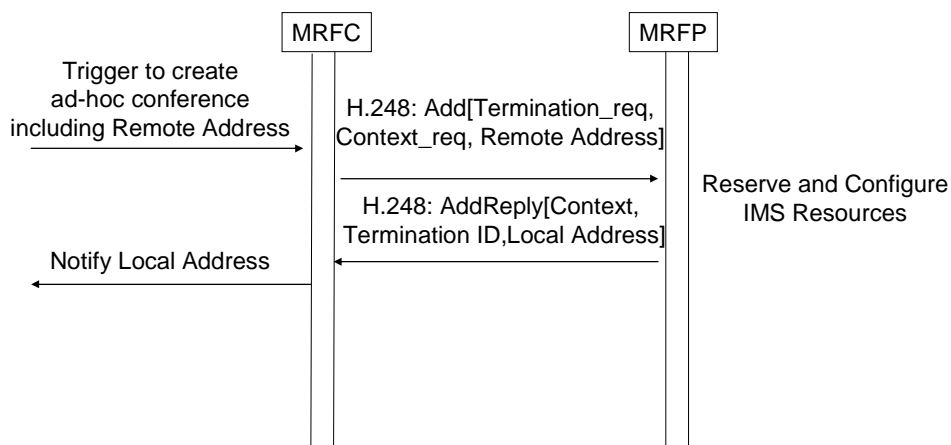 MRFC
MRFP
Trigger to create
ad-hoc conference
including Remote Address
H.248: Add[Termination_req,
Context_req, Remote Address]
Reserve and Configure
IMS Resources
H.248: AddReply[Context,
Termination ID,Local Address]
Notify Local Address